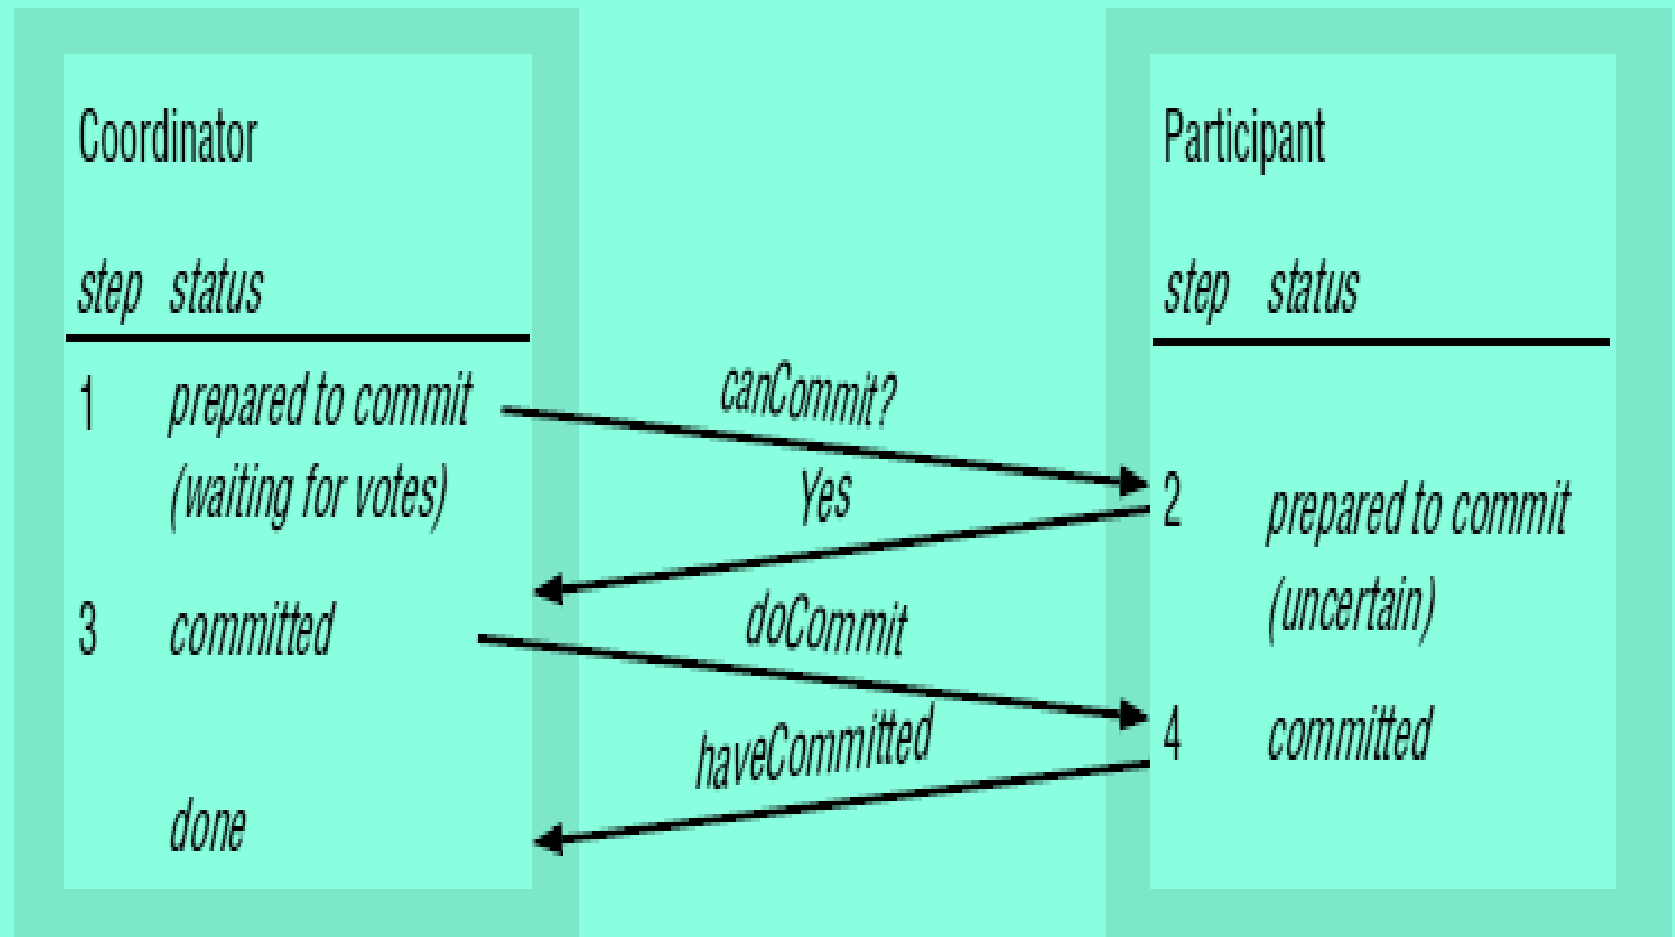 Coordinator
step status
1 prepared to commit
(waiting for votes)
3 committed
done
canCommit?
Yes
doCommit
haveCommitted
Participant
step status
2 prepared to commit
(uncertain)
4 committed